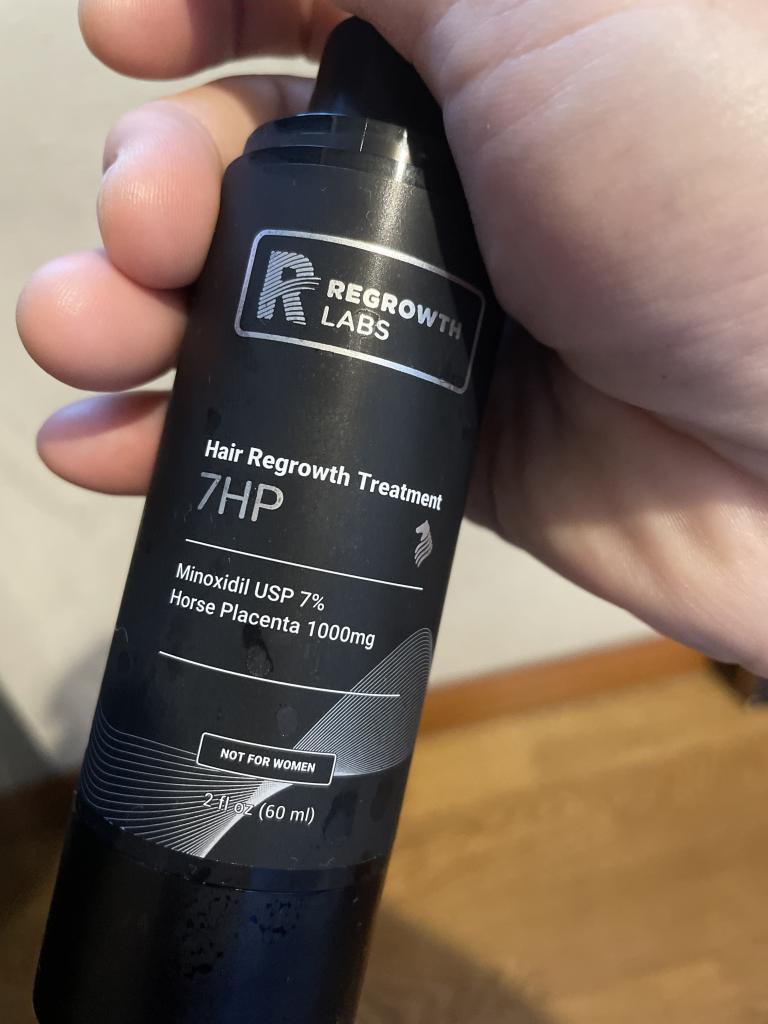 REGROWTH
LABS
Hair Regrowth Treatment
7HP
Minoxidil USP 7%
Horse Placenta 1000mg
NOT FOR WOMEN
2 fl oz (60 ml)